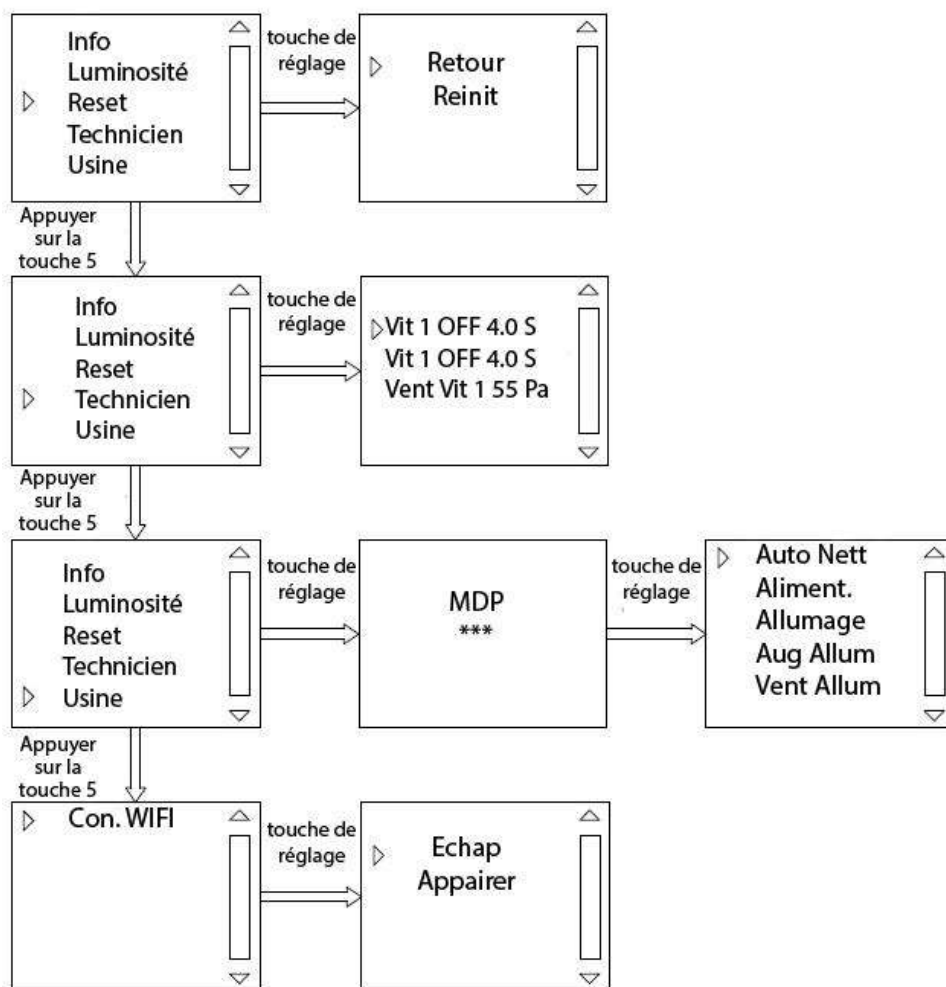 Info
Luminosité
Reset
Technicien
Usine
touche de
réglage
Retour
Reinit
Appuyer
sur la
touche 5
Info
Luminosité
Reset
Technicien
Usine
touche de
réglage
Vit 1 OFF 4.0 S
Vit 1 OFF 4.0 S
Vent Vit 1 55 Pa
Appuyer
sur la
touche 5
Info
Luminosité
Reset
Technicien
Usine
touche de
réglage
MDP
***
touche de
réglage
Auto Nett
Aliment.
Allumage
Aug Allum
Vent Allum
Appuyer
sur la
touche 5
Con. WIFI
touche de
réglage
Echap
Appairer